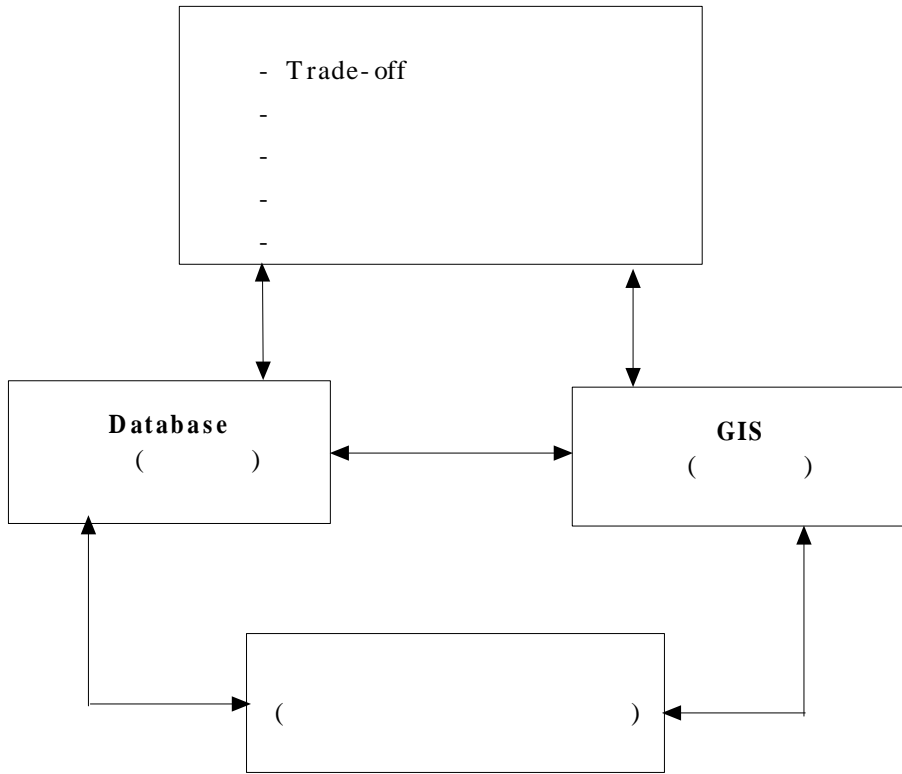 - Trade-off
-
-
-
-
Database
( )
GIS
( )
( )